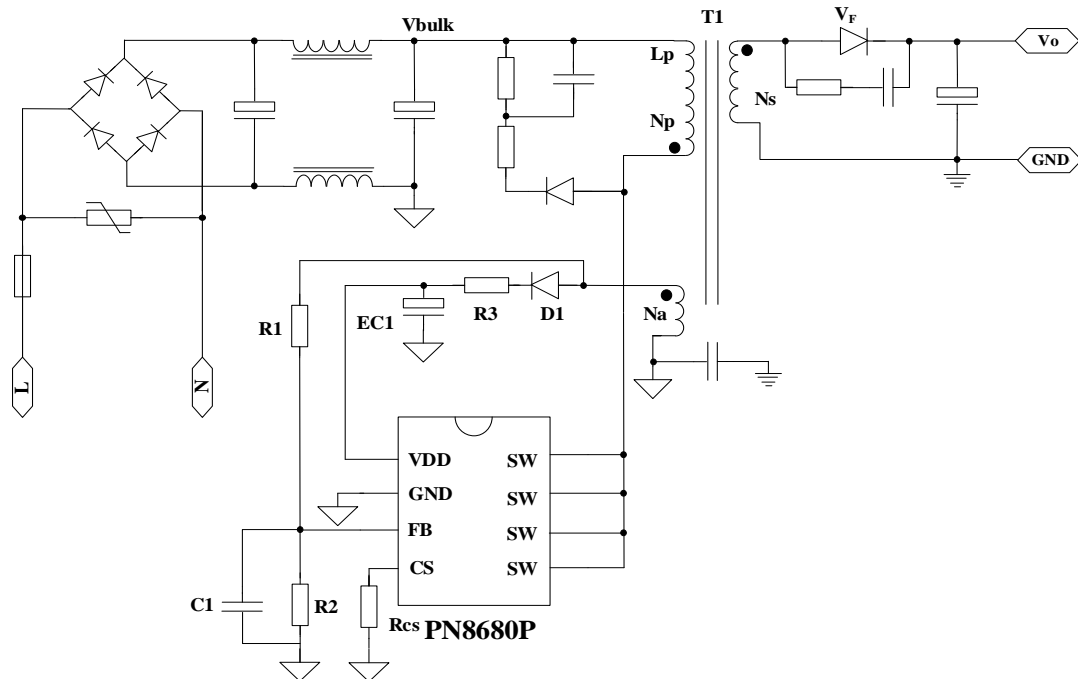 Vbulk
T1
VF
Vo
Lp
Ns
Np
GND
EC1
R3
D1
Na
R1
L
N
VDD
SW
GND
SW
FB
SW
CS
SW
C1
R2
Rcs
PN8680P